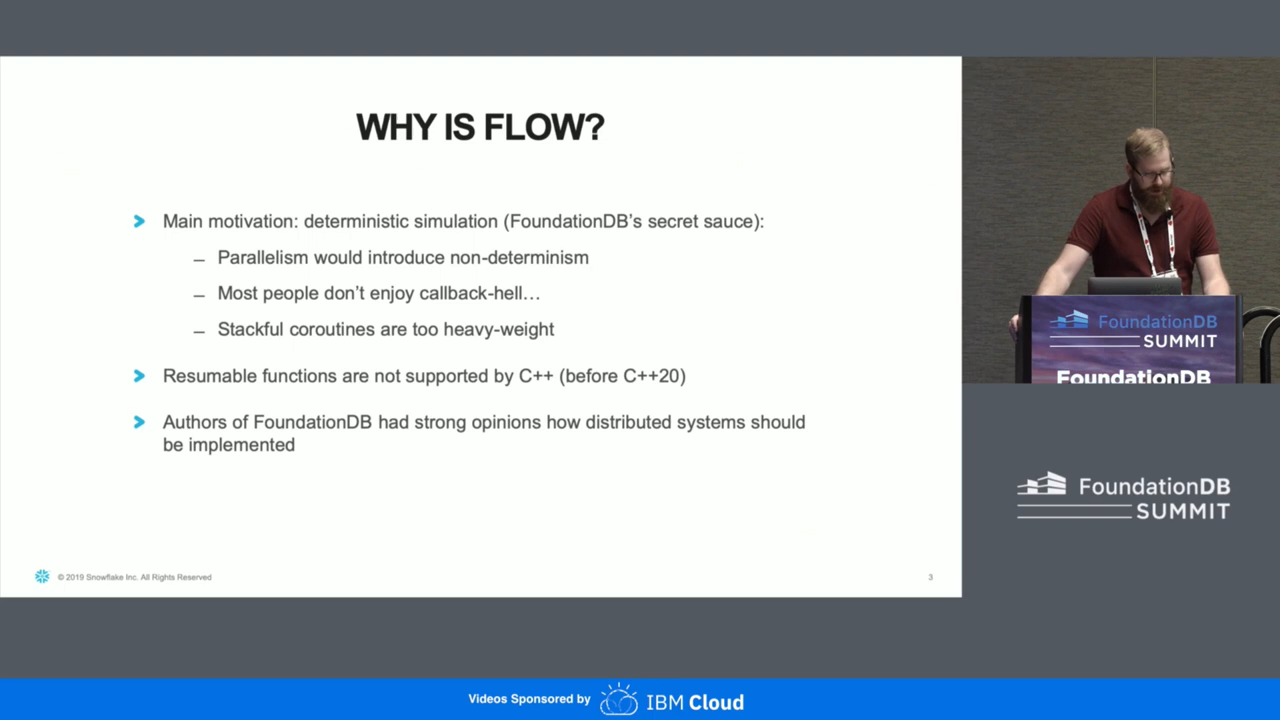 WHY IS FLOW?
Main motivation: deterministic simulation (FoundationDB's secret sauce):
– Parallelism would introduce non-determinism
– Most people don't enjoy callback-hell…
– Stackful coroutines are too heavy-weight
Resumable functions are not supported by C++ (before C++20)
Authors of FoundationDB had strong opinions how distributed systems should
be implemented
© 2019 Snowflake Inc. All Rights Reserved
3
FoundationDB
SUMMIT
FoundationDB
FoundationDB
SUMMIT
Videos Sponsored by IBM Cloud